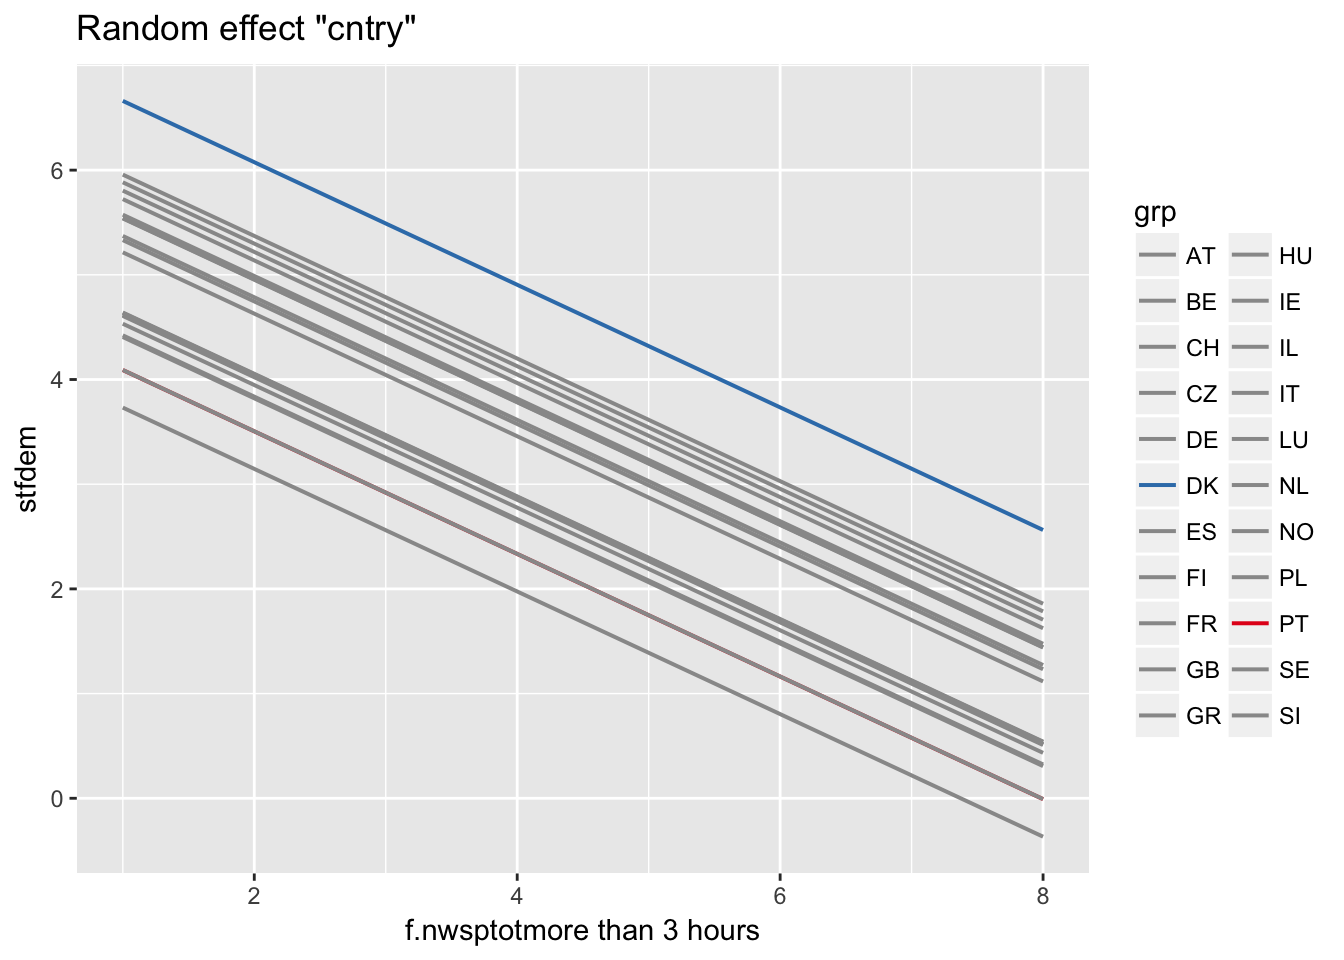 Random effect "cntry"
6
4
2
0
stfdem
2 4 6 8
f.nwsptotmore than 3 hours
grp
AT HU
BE IE
CH IL
CZ IT
DE LU
DK NL
ES NO
FI PL
FR PT
GB SE
GR SI